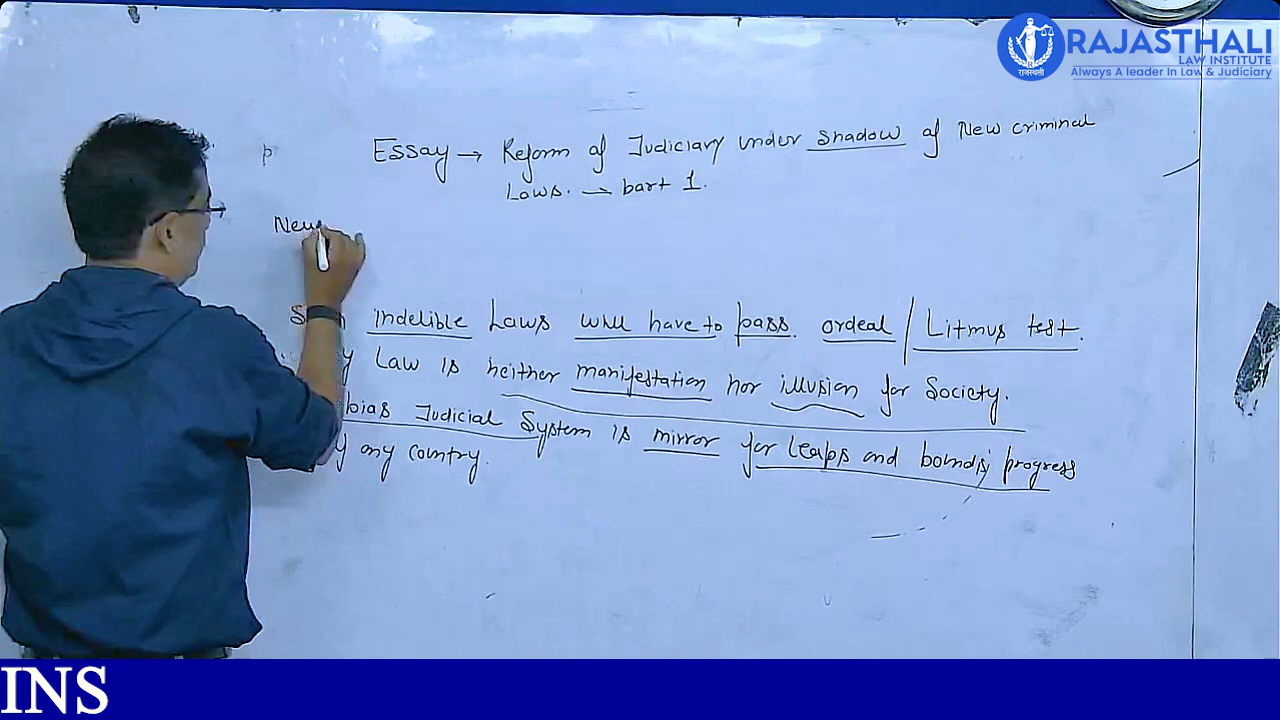 RAJASTHALI
LAW INSTITUTE
राजस्थली
Always A leader In Law & Judiciary
Essay → Reform of Judiciary under shadow of New criminal
Laws. → part 1.
New
indelible Laws will have to pass. ordeal / Litmus test.
Law is neither manifestation nor illusion for Society.
bias Judicial System is mirror for leaps and bounds; progress
any country.
INS